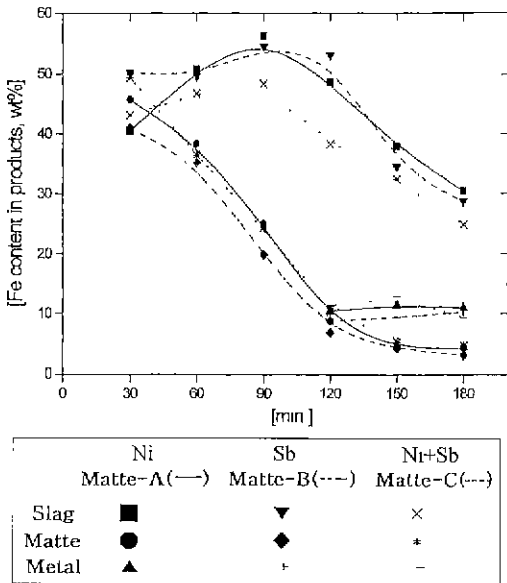 [Fe content in products, wt%]
60
50
40
30
20
10
0
0 30 60 90 120 150 180
[min.]
Ni Sb Ni+Sb
Matte-A(—) Matte-B(----) Matte-C(···)
Slag
Matte
Metal